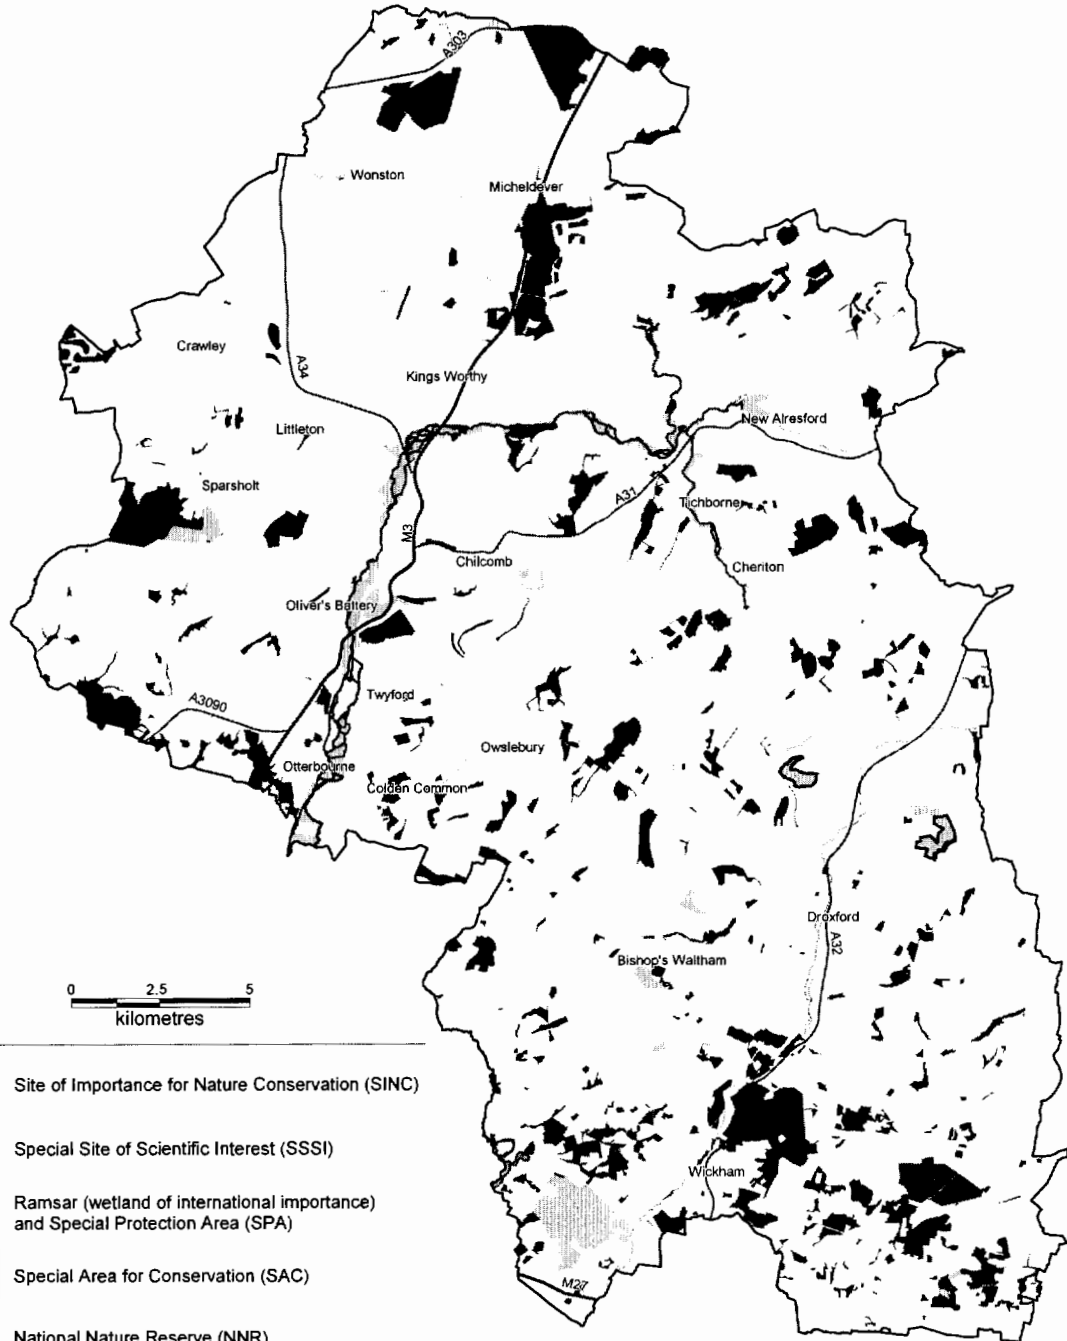 A303
Wonston
Micheldever
Crawley
A34
Kings Worthy
Littleton
New Alresford
Sparsholt
A31
Tichborne
M3
Chilcomb
Cheriton
Oliver's Battery
Twyford
A3090
Owslebury
Otterbourne
Colden Common
Droxford
A32
Bishop's Waltham
0 2.5 5
kilometres
Site of Importance for Nature Conservation (SINC)
Special Site of Scientific Interest (SSSI)
Ramsar (wetland of international importance)
and Special Protection Area (SPA)
Wickham
Special Area for Conservation (SAC)
M27
National Nature Reserve (NNR)